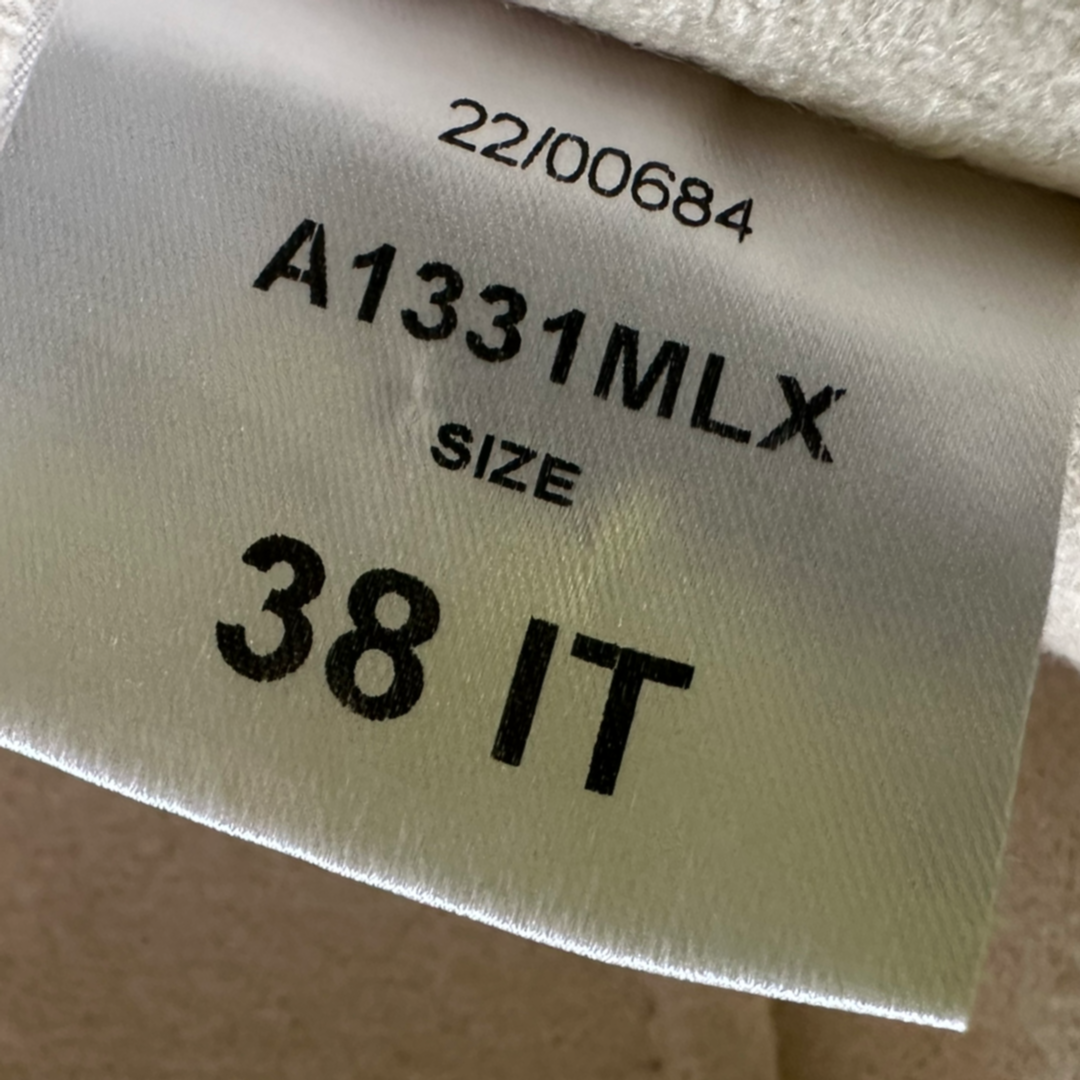 22/00684
A1331MLX
SIZE
38 IT